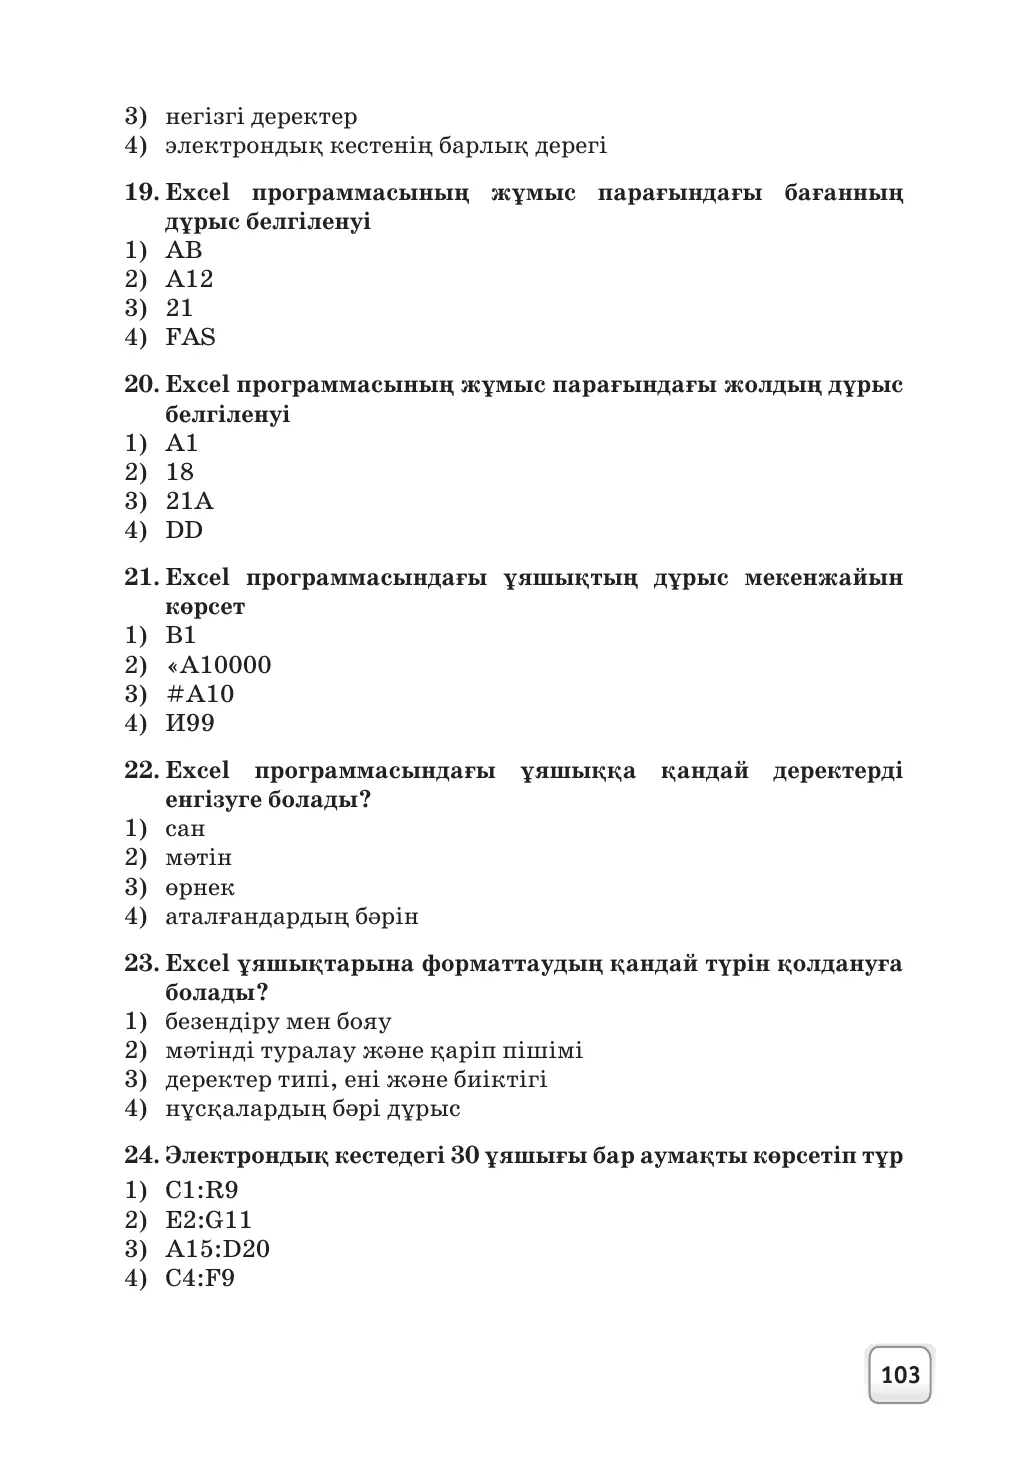 3) негізгі деректер
4) электрондық кестенің барлық дерегі
19. Excel программасының жұмыс парағындағы бағанның
дұрыс белгіленуі
1) AB
2) A12
3) 21
4) FAS
20. Excel программасының жұмыс парағындағы жолдың дұрыс
белгіленуі
1) A1
2) 18
3) 21A
4) DD
21. Excel программасындағы ұяшықтың дұрыс мекенжайын
көрсет
1) B1
2) «A10000
3) #A10
4) И99
22. Excel программасындағы ұяшыққа қандай деректерді
енгізуге болады?
1) сан
2) мәтін
3) өрнек
4) аталғандардың бәрін
23. Excel ұяшықтарына форматтаудың қандай түрін қолдануға
болады?
1) безендіру мен бояу
2) мәтінді туралау және қаріп пішімі
3) деректер типі, ені және биіктігі
4) нұсқалардың бәрі дұрыс
24. Электрондық кестедегі 30 ұяшығы бар аумақты көрсетіп тұр
1) C1:R9
2) E2:G11
3) A15:D20
4) C4:F9
103